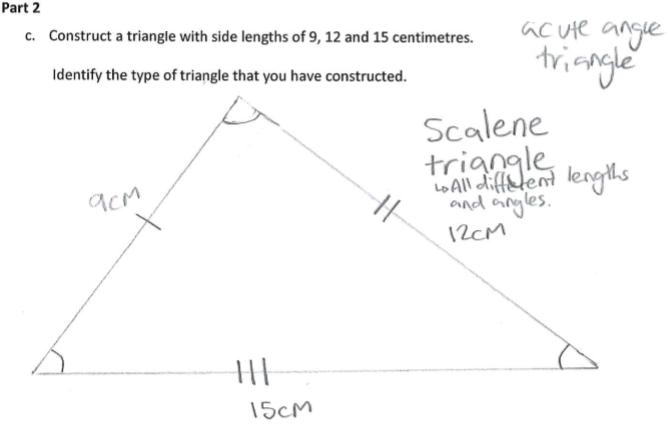 Part 2
c. Construct a triangle with side lengths of 9, 12 and 15 centimetres.
acute angle
triangle
Identify the type of triangle that you have constructed.
Scalene
triangle
↳ All different lengths
and angles.
9cm
12cm
15cm